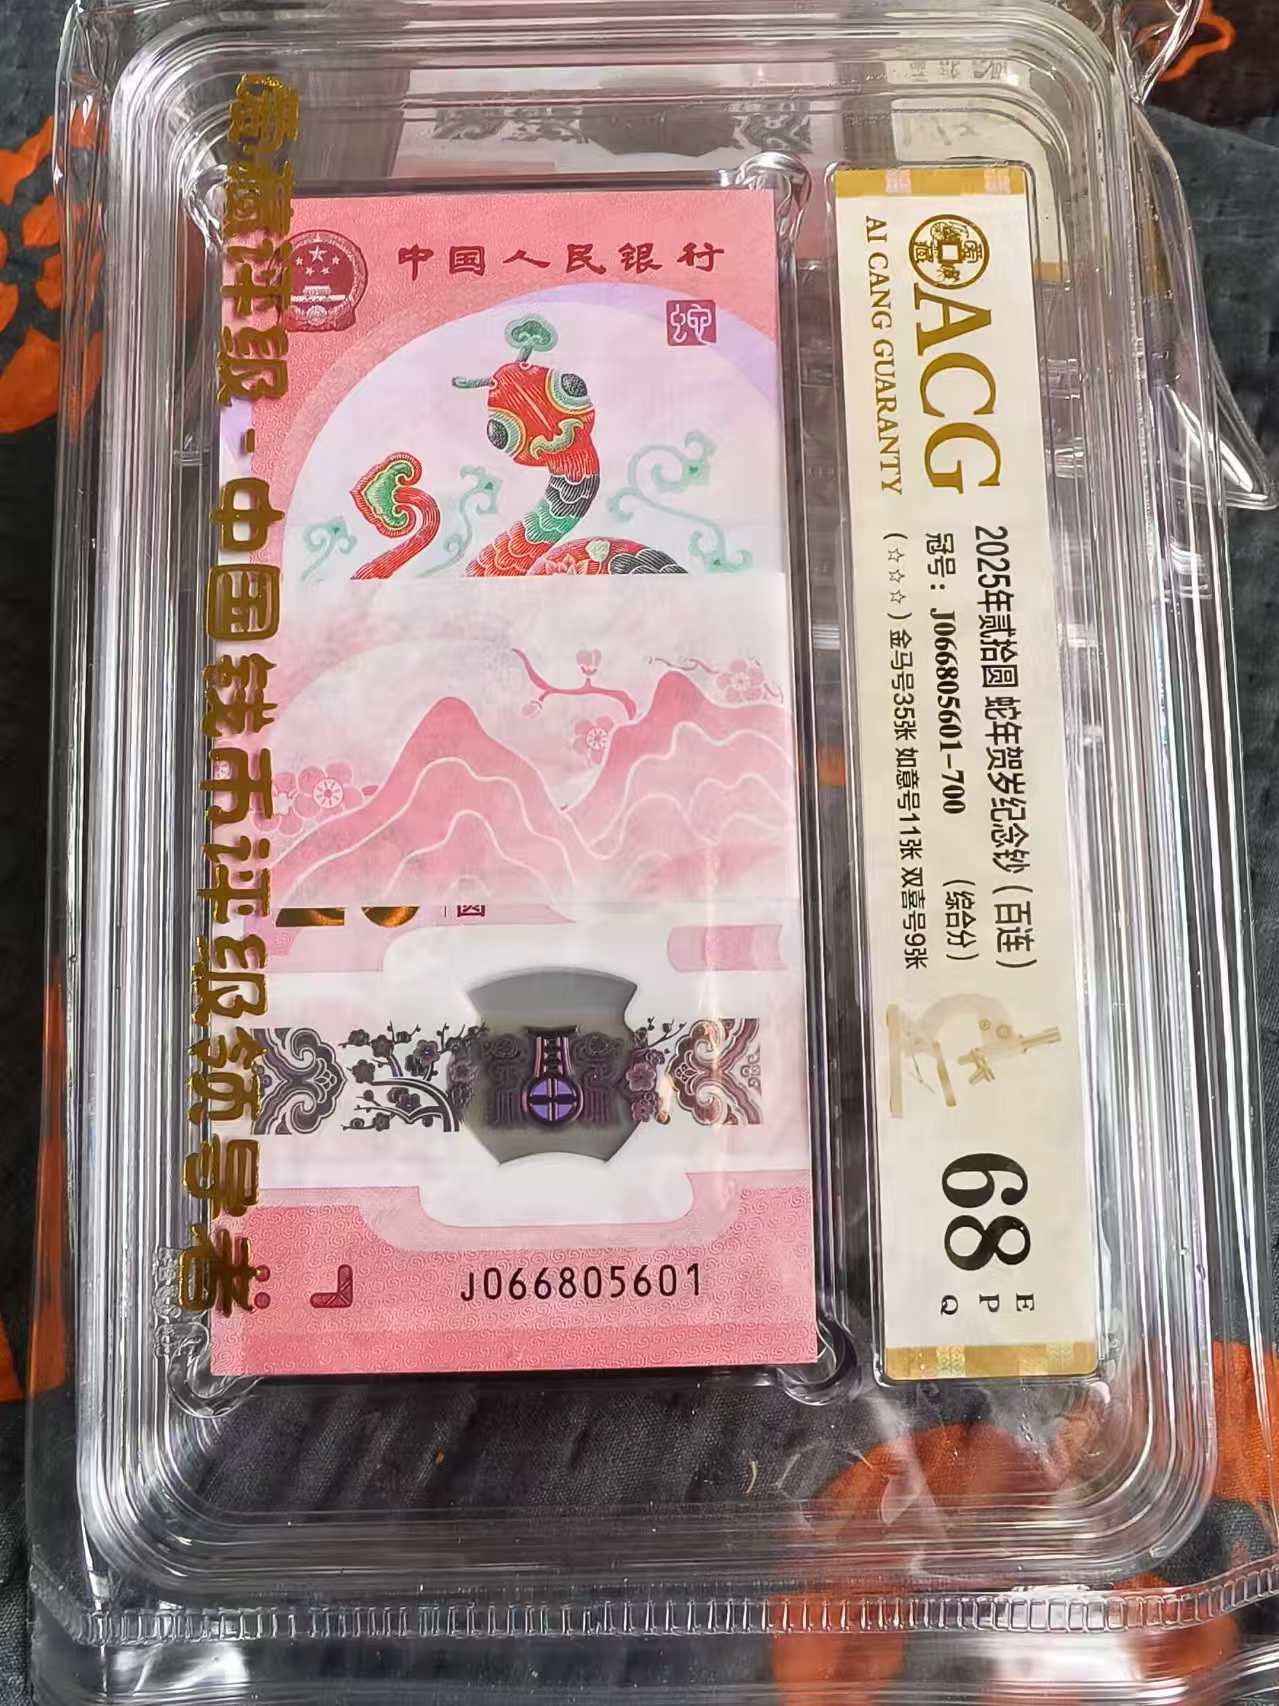 中国人民银行
蛇
圆
J066805601
爱藏评级-中国钱币评级领导者
ACG
AI CANG GUARANTY
2025年贰拾圆 蛇年贺岁纪念钞(百连)
冠号：J066805601-700 (综合分)
(☆☆☆)金马号35张 如意号11张 双喜号9张
68
E
P
Q